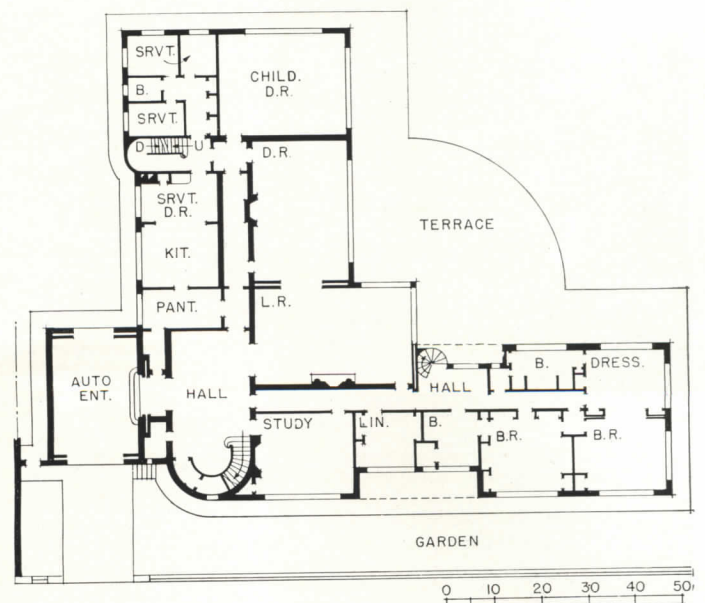 SRVT.
CHILD.
D.R.
B.
SRVT.
D
U
D.R.
SRVT.
D.R.
TERRACE
KIT.
PANT.
L.R.
AUTO
ENT.
HALL
HALL
B.
DRESS.
STUDY
LIN.
B.
B.R.
B.R.
GARDEN
0 10 20 30 40 50